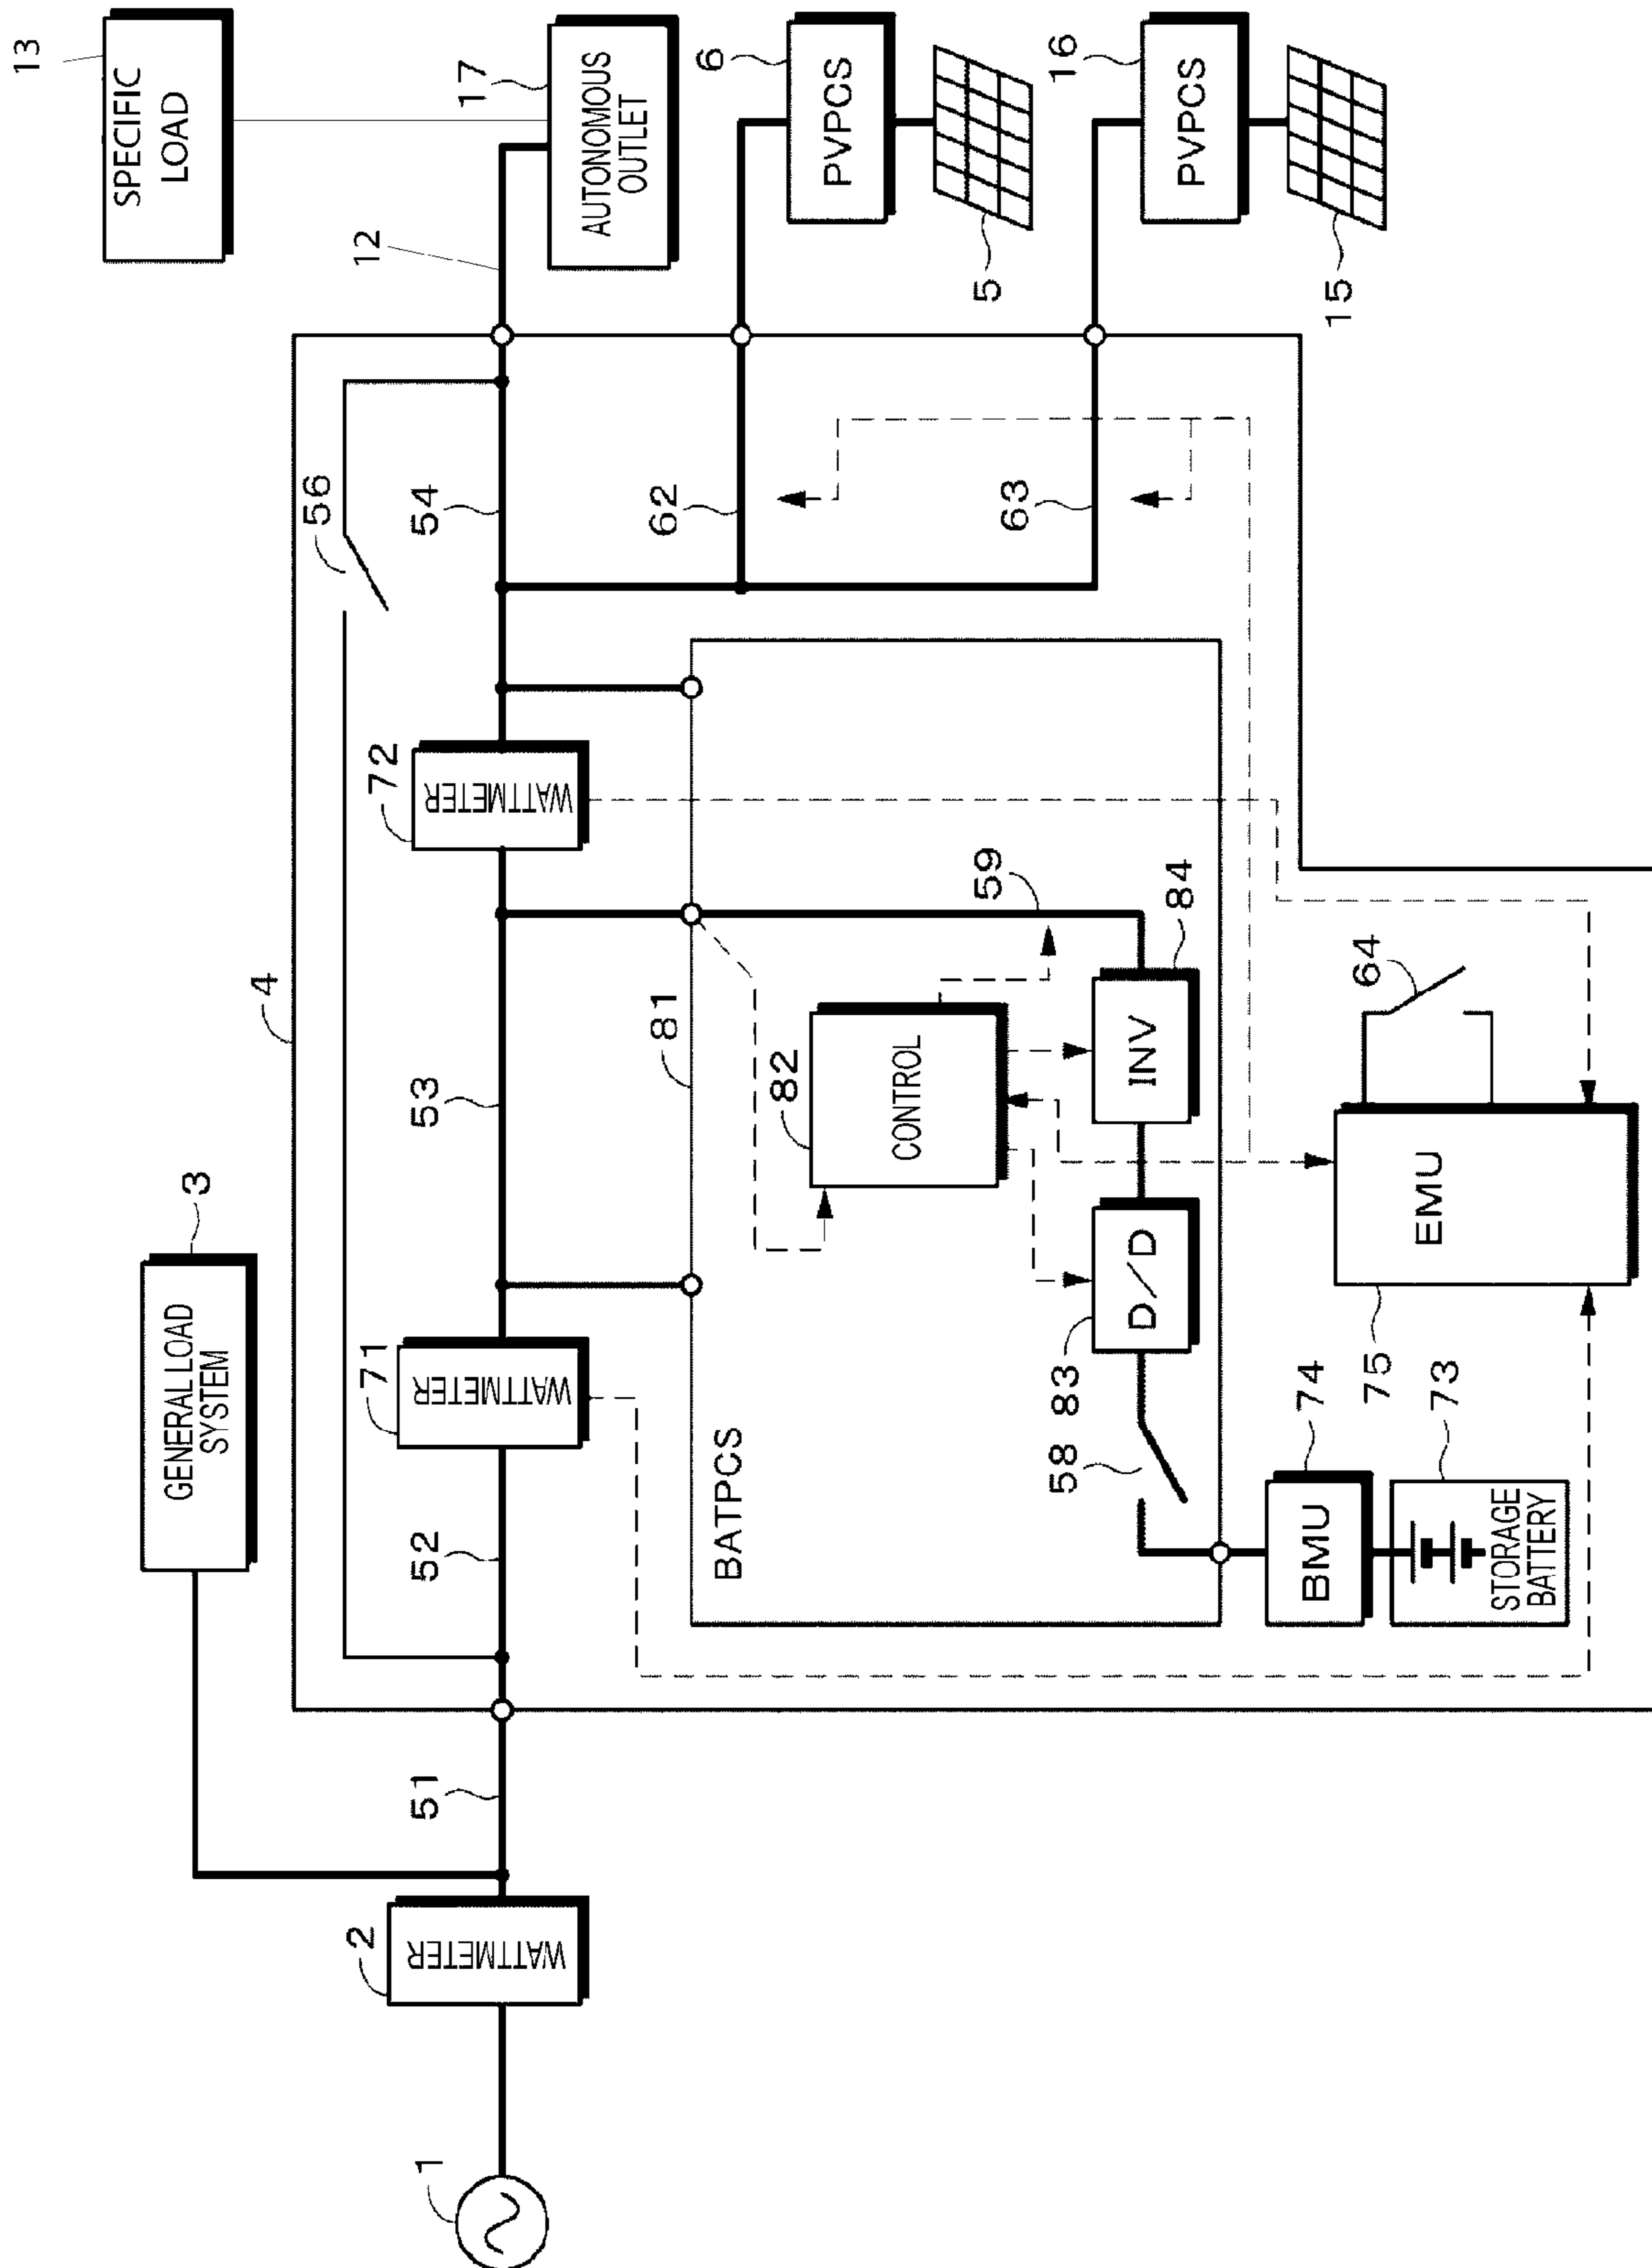 1
2
WATTMETER
3
GENERAL LOAD
SYSTEM
51
4
52
71
WATTMETER
53
56
72
WATTMETER
54
12
13
SPECIFIC
LOAD
17
AUTONOMOUS
OUTLET
62
6
PVPCS
5
63
16
PVPCS
15
81
BATPCS
82
CONTROL
59
58
83
D/D
84
INV
74
BMU
73
STORAGE
BATTERY
75
EMU
64